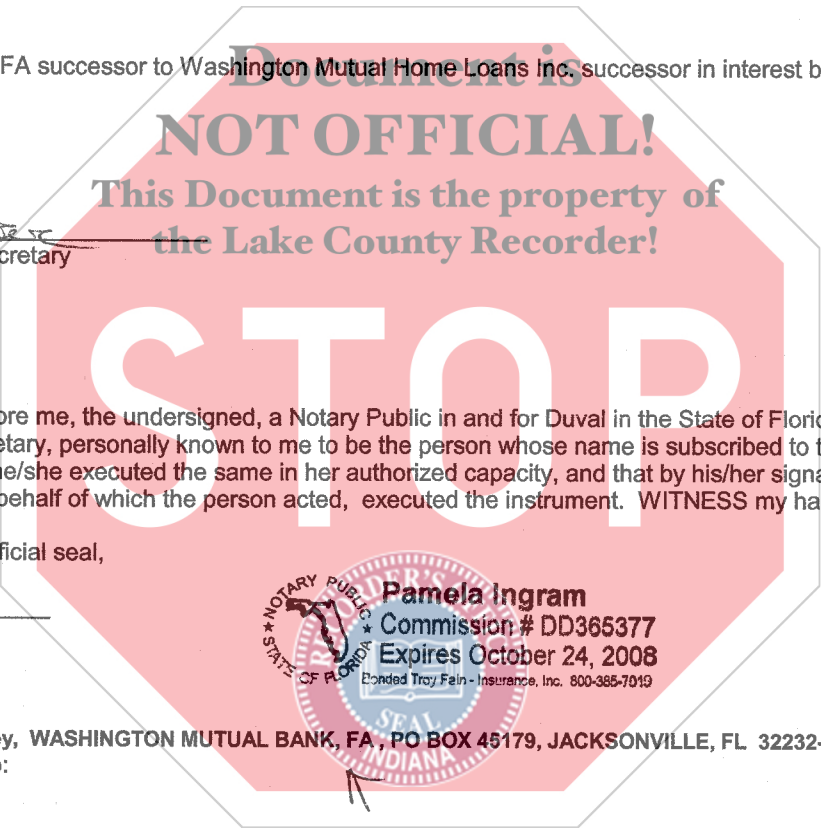 FA successor to Washington Mutual Home Loans Inc. successor in interest b
Document is
NOT OFFICIAL!
This Document is the property of
the Lake County Recorder!
cretary
STOP
ore me, the undersigned, a Notary Public in and for Duval in the State of Floric
etary, personally known to me to be the person whose name is subscribed to t
ne/she executed the same in her authorized capacity, and that by his/her signa
behalf of which the person acted, executed the instrument. WITNESS my ha
ficial seal,
NOTARY PUBLIC
STATE OF FLORIDA
Pamela Ingram
Commission # DD365377
Expires October 24, 2008
Bonded Troy Fain - Insurance, Inc. 800-385-7019
RECORDER'S OFFICE
SEAL
INDIANA
ey, WASHINGTON MUTUAL BANK, FA , PO BOX 45179, JACKSONVILLE, FL 32232-
o: